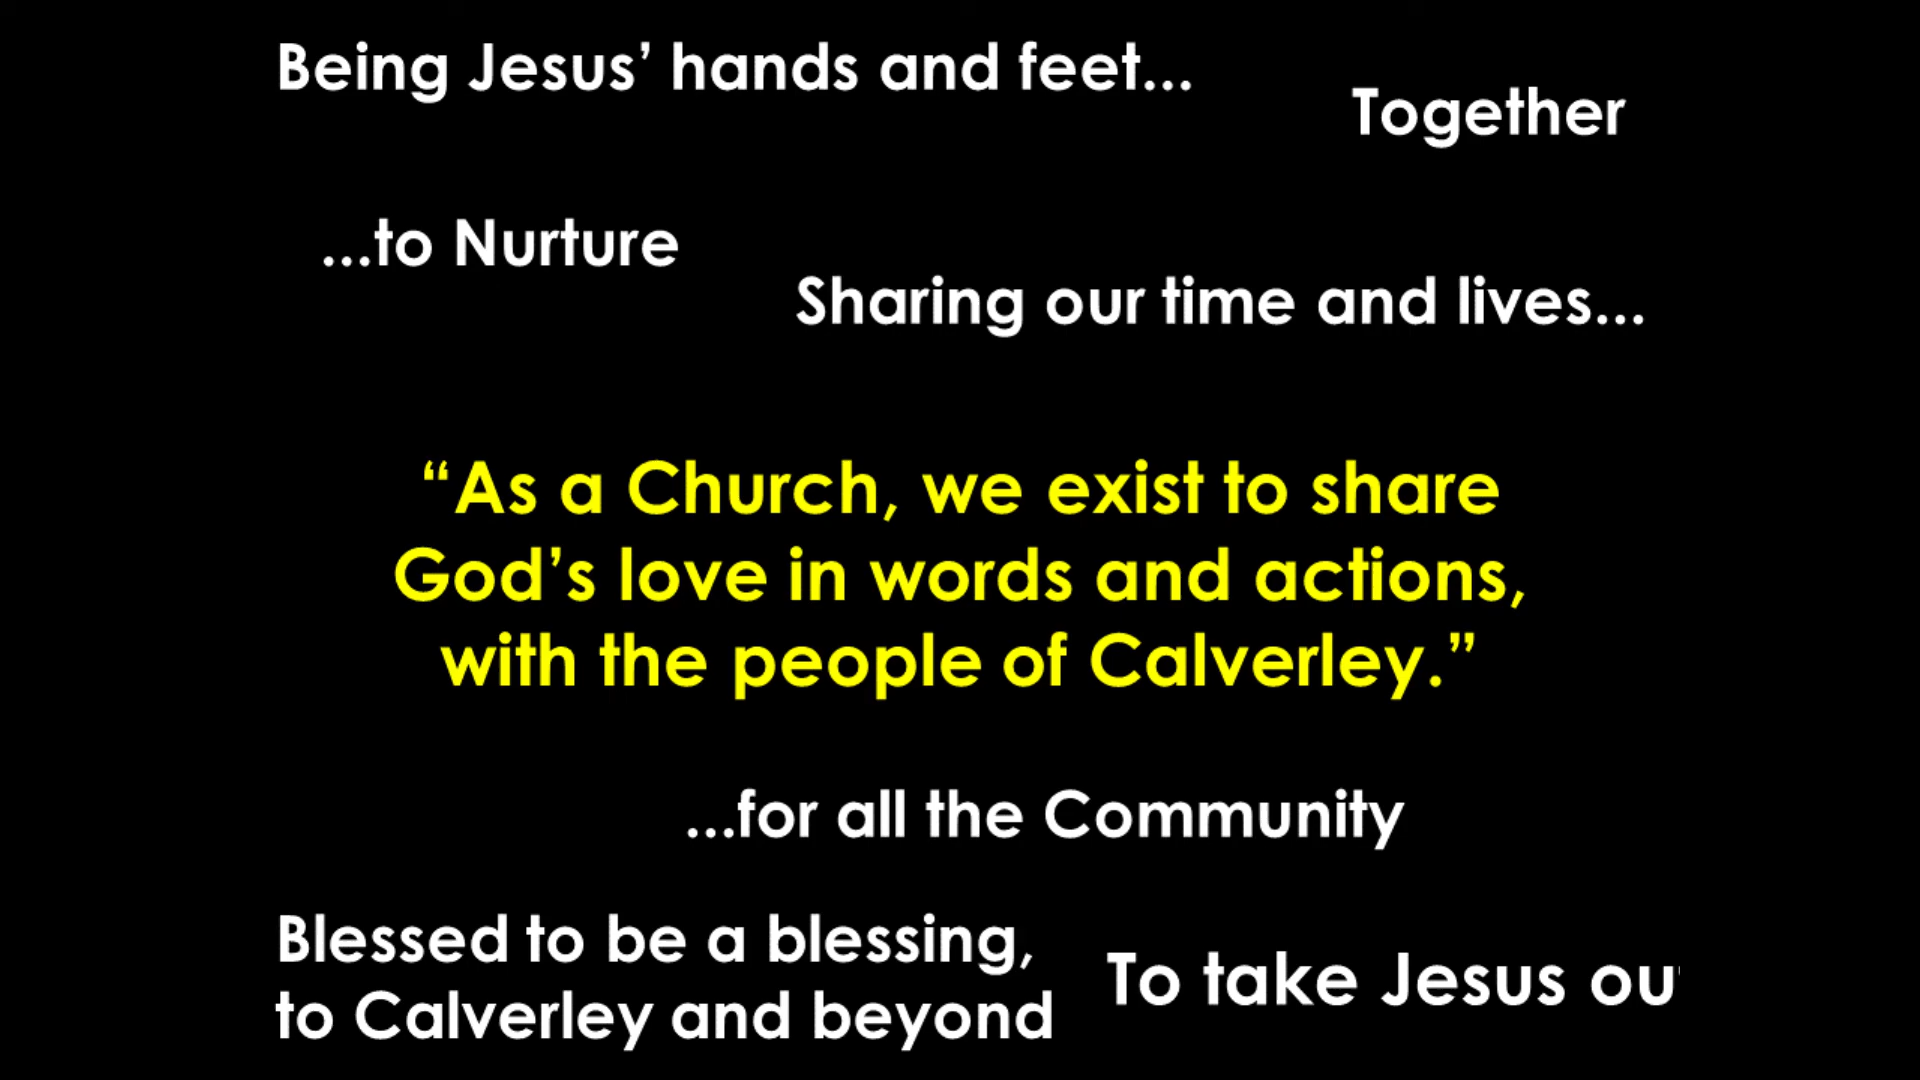 Being Jesus’ hands and feet...
Together
...to Nurture
Sharing our time and lives...
“As a Church, we exist to share
God’s love in words and actions,
with the people of Calverley.”
...for all the Community
Blessed to be a blessing,
to Calverley and beyond
To take Jesus